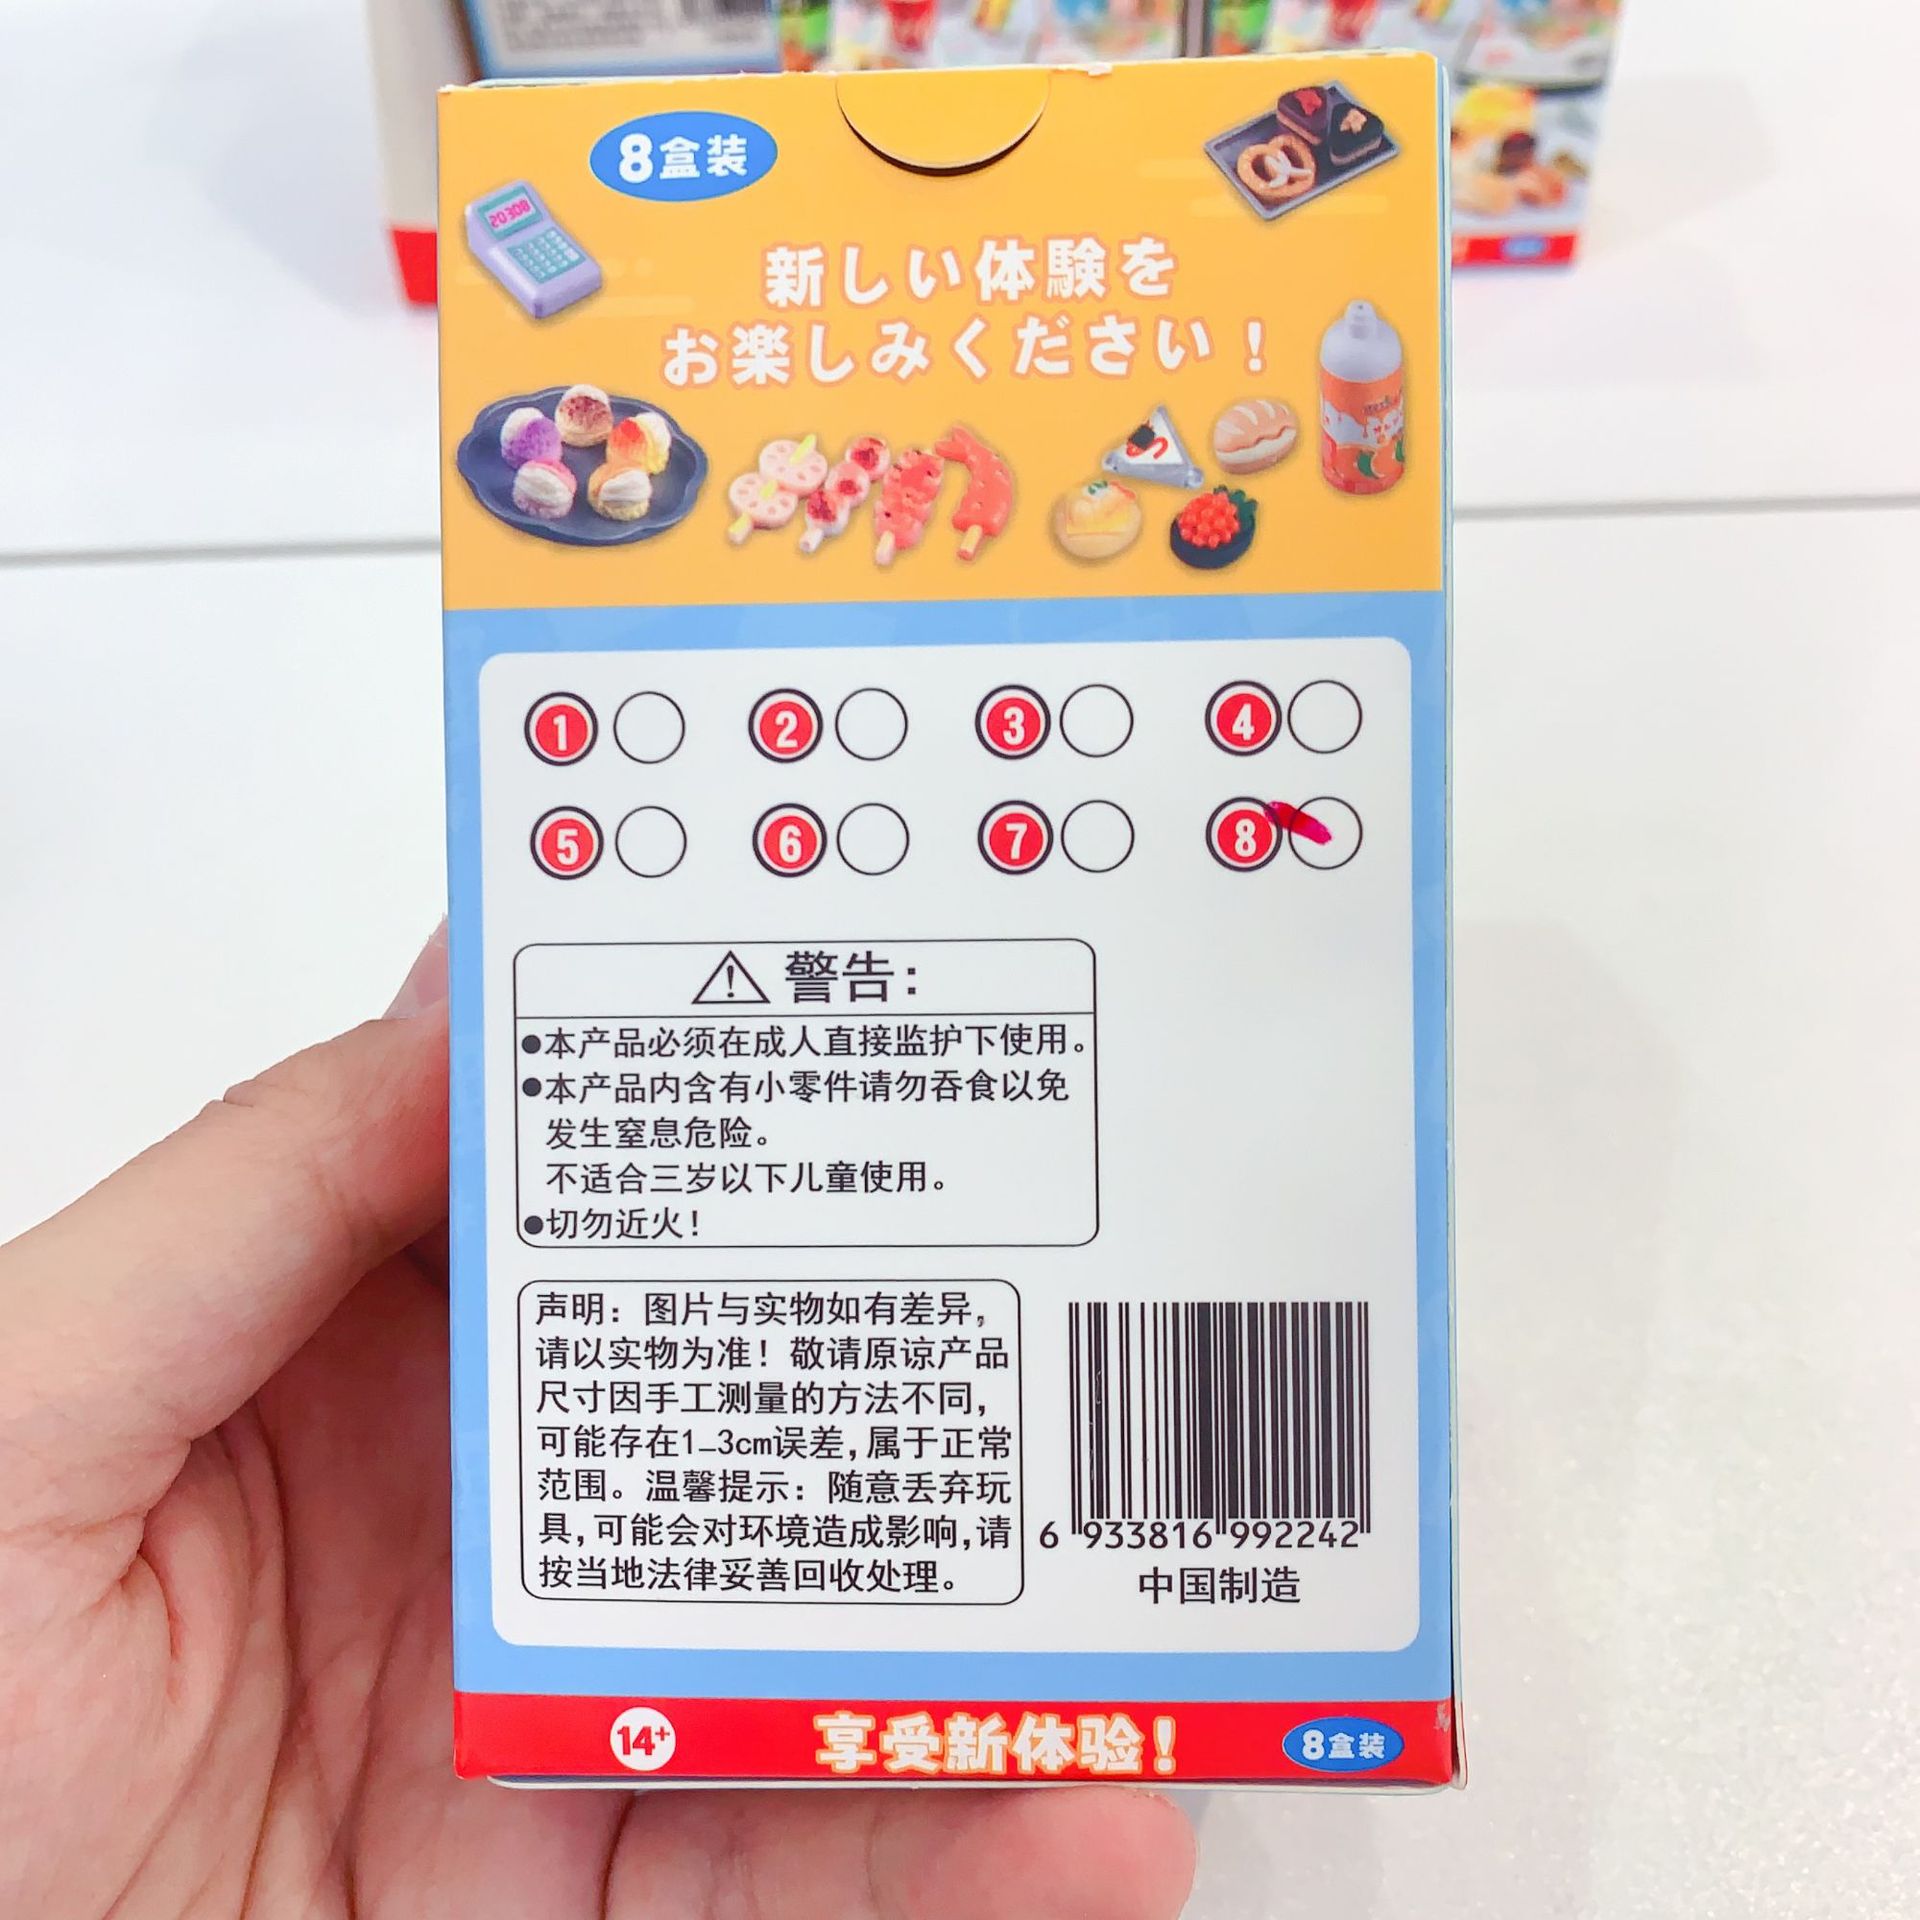 8盒装
20308
新しい体験を
お楽しみください！
1 2 3 4
5 6 7 8
警告：
●本产品必须在成人直接监护下使用。
●本产品内含有小零件请勿吞食以免
发生窒息危险。
不适合三岁以下儿童使用。
●切勿近火！
声明：图片与实物如有差异，
请以实物为准！敬请原谅产品
尺寸因手工测量的方法不同，
可能存在1-3cm误差，属于正常
范围。温馨提示：随意丢弃玩
具，可能会对环境造成影响，请
按当地法律妥善回收处理。
6 933816 992242
中国制造
14+ 享受新体验！ 8盒装